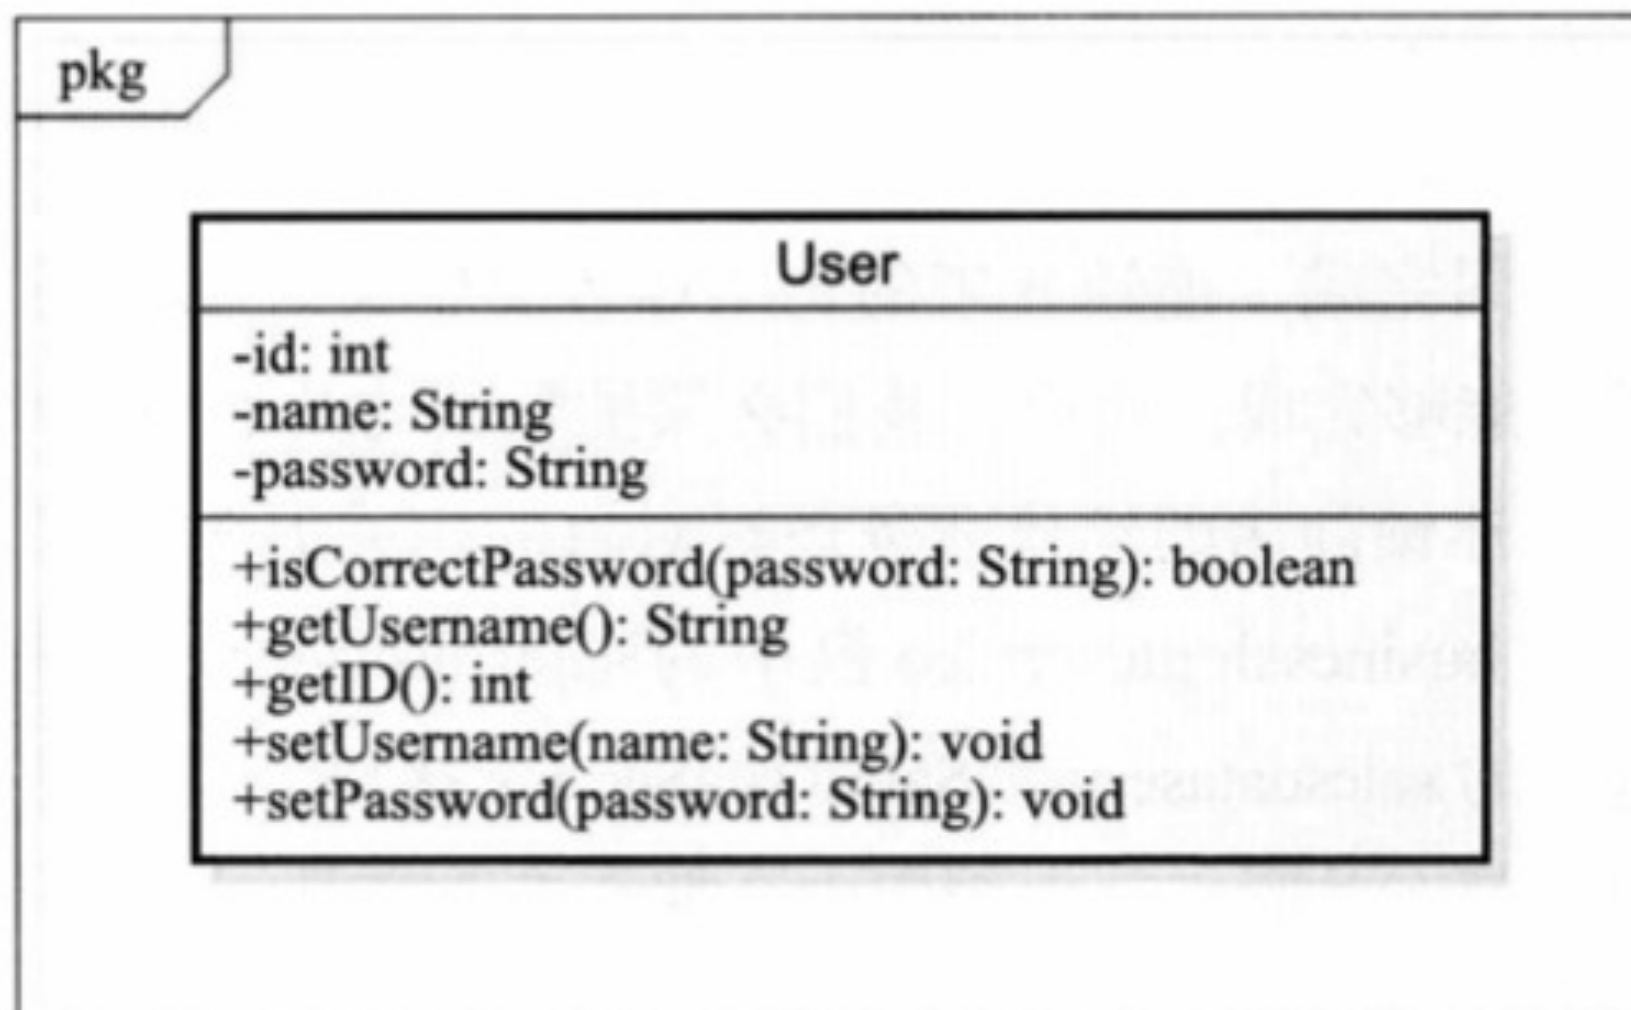 pkg
User
-id: int
-name: String
-password: String
+isCorrectPassword(password: String): boolean
+getUsername(): String
+getID(): int
+setUsername(name: String): void
+setPassword(password: String): void